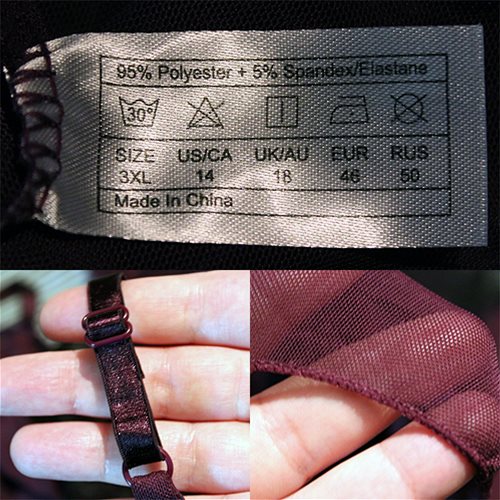 95% Polyester + 5% Spandex/Elastane
30°
SIZE US/CA UK/AU EUR RUS
3XL 14 18 46 50
Made In China